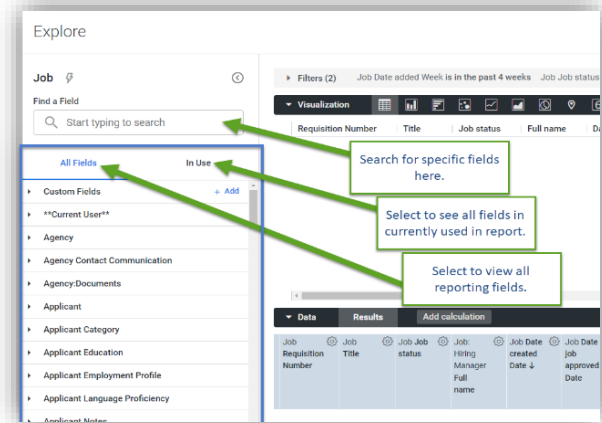 Explore
Job
Find a Field
Start typing to search
All Fields
In Use
Custom Fields
+ Add
**Current User**
Agency
Agency Contact Communication
Agency:Documents
Applicant
Applicant Category
Applicant Education
Applicant Employment Profile
Applicant Language Proficiency
Applicant Notes
Filters (2) Job Date added Week is in the past 4 weeks Job Job status
Visualization
Requisition Number Title Job status Full name
Search for specific fields
here.
Select to see all fields in
currently used in report.
Select to view all
reporting fields.
Data Results Add calculation
Job
Requisition
Number
Job
Title
Job Job
status
Job:
Hiring
Manager
Full
name
Job Date
created
Date ↓
Job Date
job
approved
Date